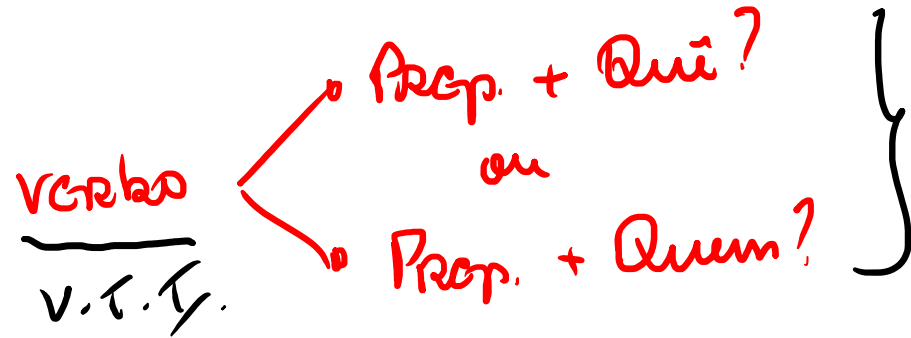 Prep. + Quê?
ou
verbo
Prep. + Quem?
V.T.I.